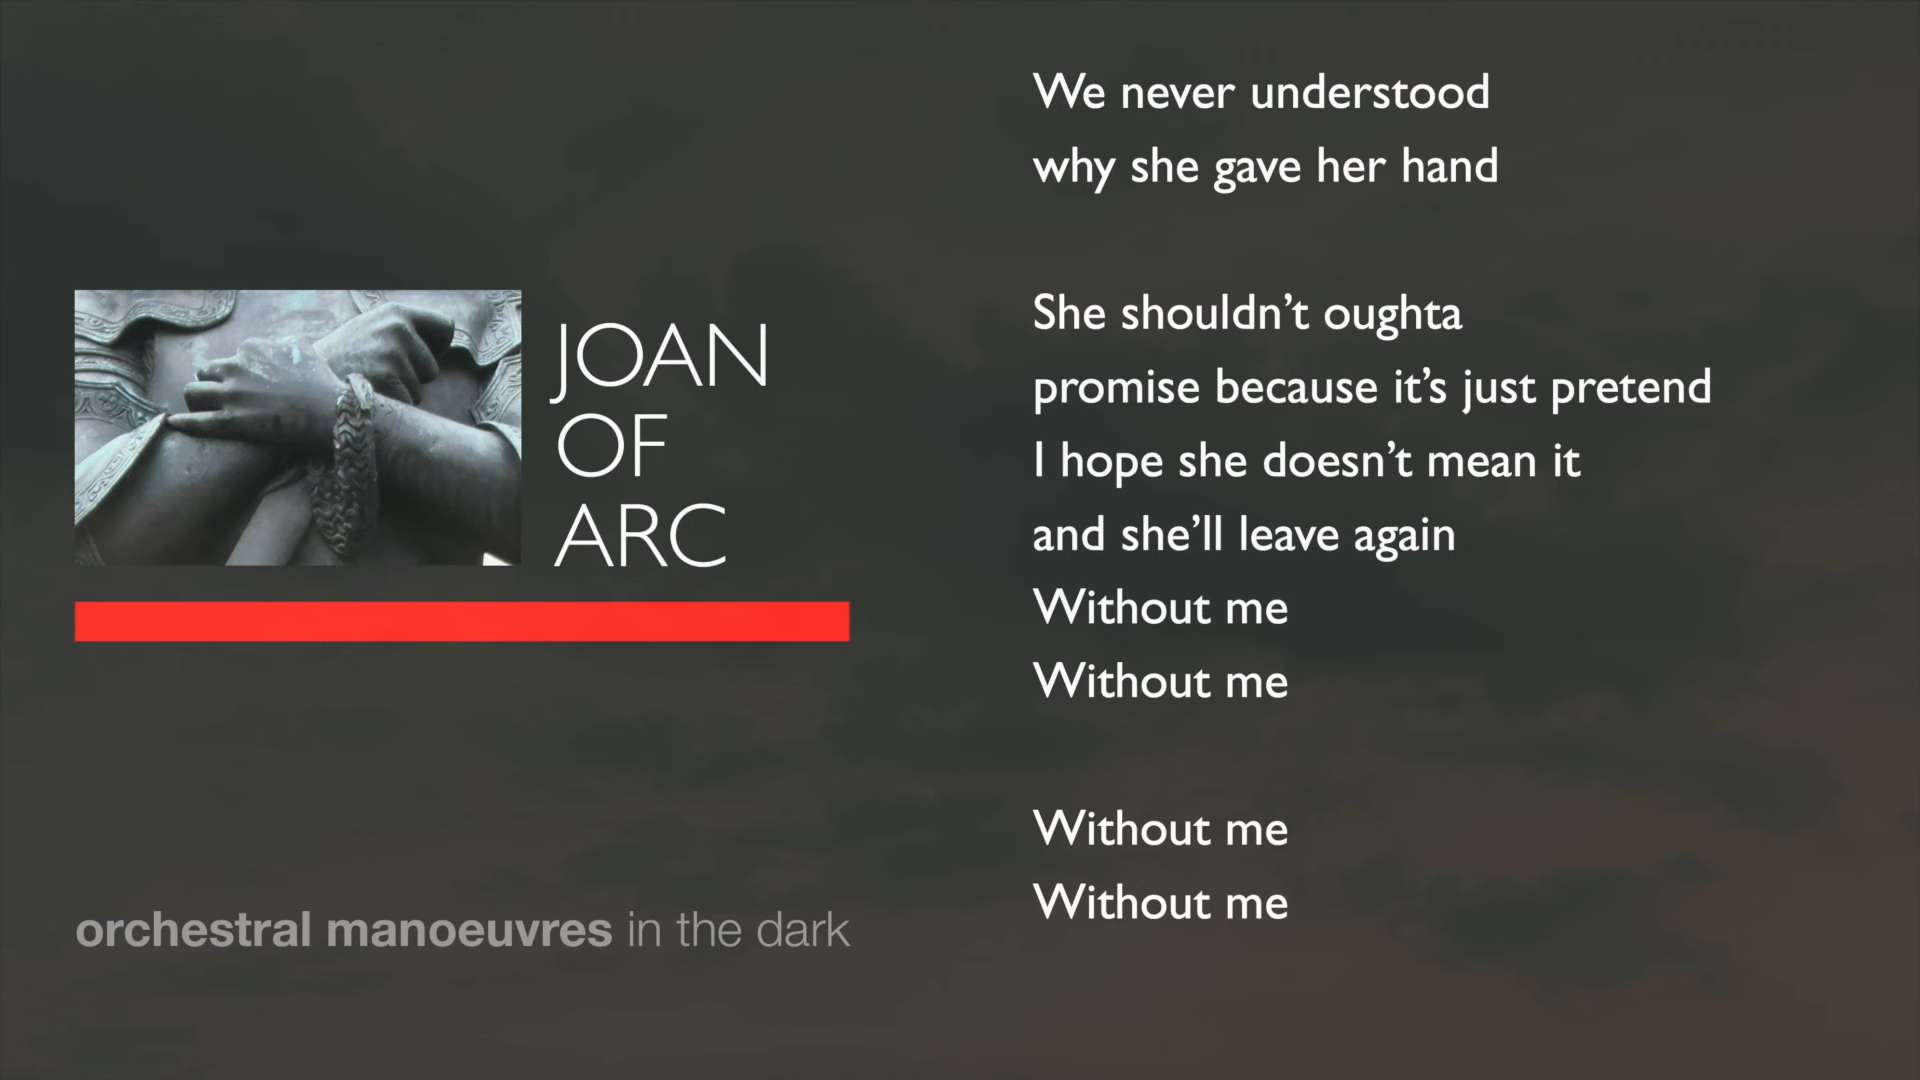 JOAN
OF
ARC
orchestral manoeuvres in the dark
We never understood
why she gave her hand
She shouldn’t oughta
promise because it’s just pretend
I hope she doesn’t mean it
and she’ll leave again
Without me
Without me
Without me
Without me